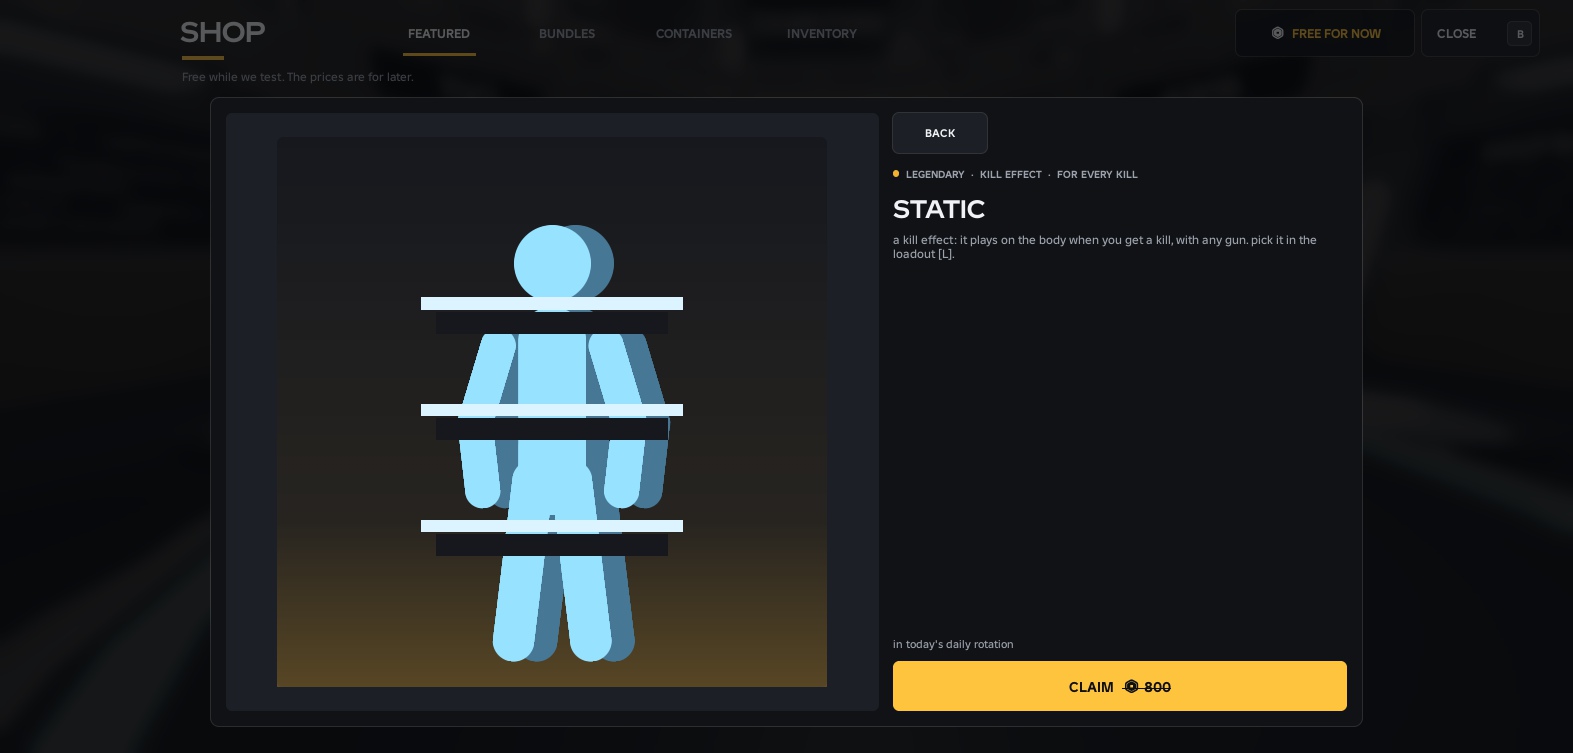 SHOP
FEATURED
BUNDLES
CONTAINERS
INVENTORY
FREE FOR NOW
CLOSE
B
Free while we test. The prices are for later.
BACK
LEGENDARY · KILL EFFECT · FOR EVERY KILL
STATIC
a kill effect: it plays on the body when you get a kill, with any gun. pick it in the
loadout [L].
in today's daily rotation
CLAIM 800